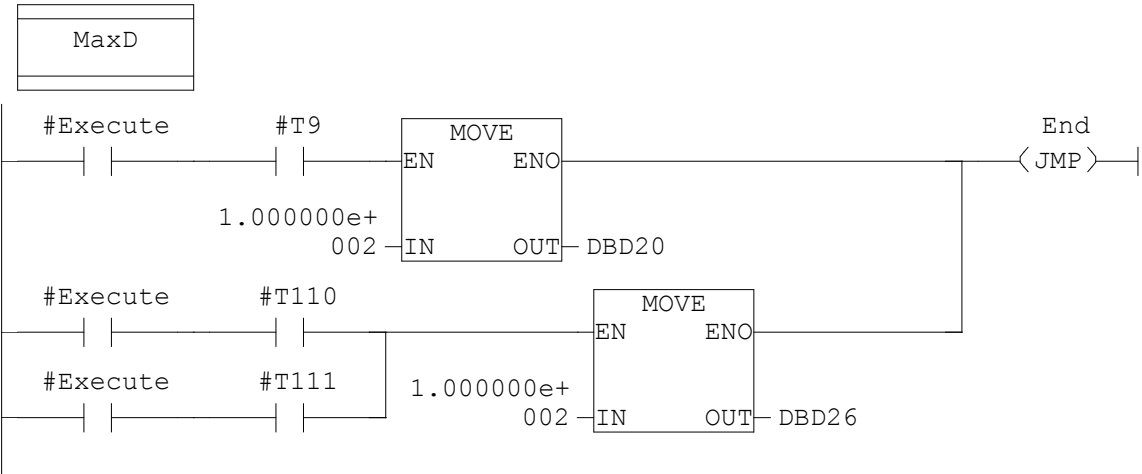 MaxD
#Execute #T9 MOVE End
EN ENO JMP
1.000000e+
002 IN OUT DBD20
#Execute #T110 MOVE
EN ENO
#Execute #T111 1.000000e+
002 IN OUT DBD26